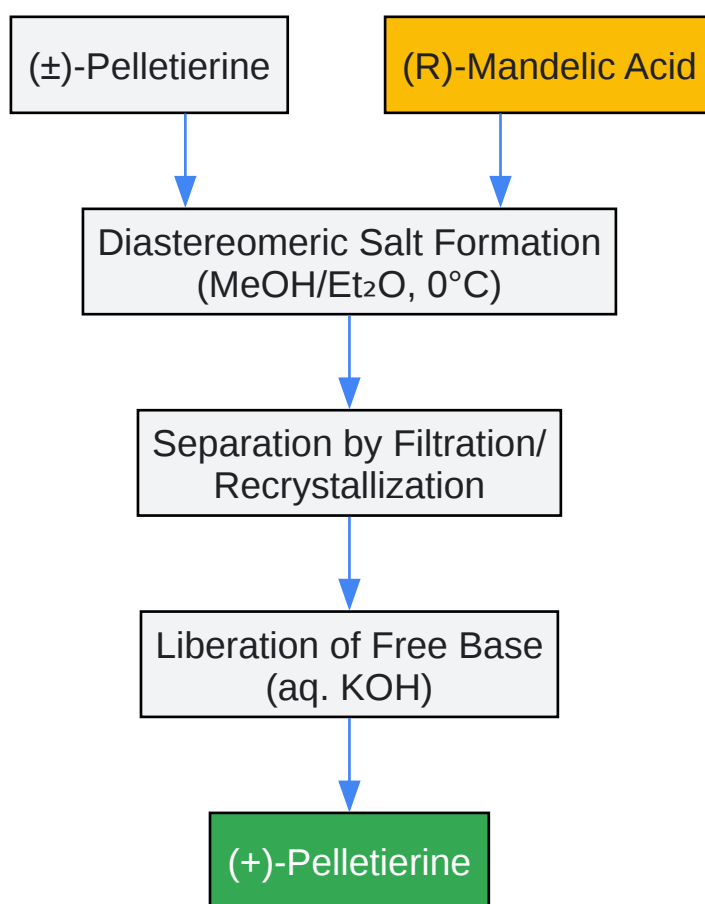 (±)-Pelletierine
(R)-Mandelic Acid
Diastereomeric Salt Formation
(MeOH/Et₂O, 0°C)
Separation by Filtration/
Recrystallization
Liberation of Free Base
(aq. KOH)
(+)-Pelletierine